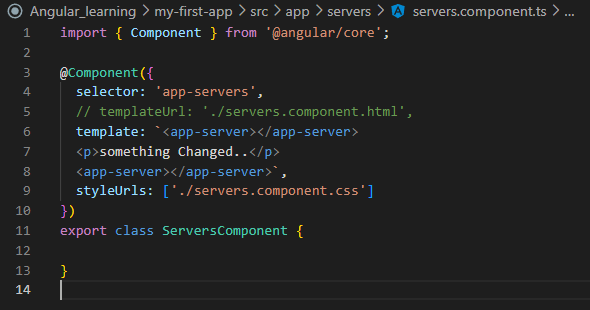 Angular_learning > my-first-app > src > app > servers > servers.component.ts > ...
1 import { Component } from '@angular/core';
2
3 @Component({
4   selector: 'app-servers',
5   // templateUrl: './servers.component.html',
6   template: `<app-server></app-server>
7   <p>something Changed..</p>
8   <app-server></app-server>`,
9   styleUrls: ['./servers.component.css']
10 })
11 export class ServersComponent {
12
13 }
14